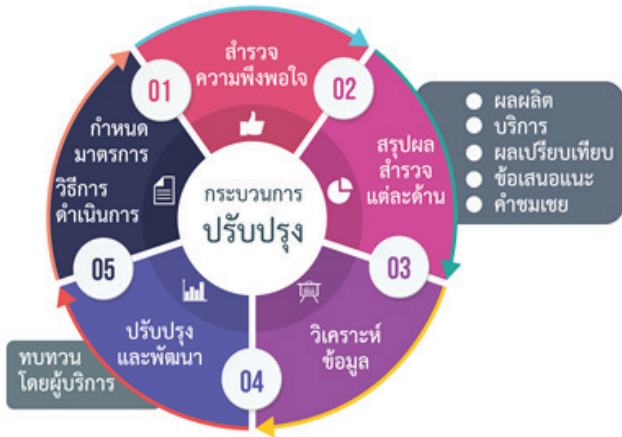 กระบวนการ
ปรับปรุง
01
สำรวจ
ความพึงพอใจ
02
สรุปผล
สำรวจ
แต่ละด้าน
ผลผลิต
บริการ
ผลเปรียบเทียบ
ข้อเสนอแนะ
คำชมเชย
03
วิเคราะห์
ข้อมูล
04
ปรับปรุง
และพัฒนา
ทบทวน
โดยผู้บริการ
05
กำหนด
มาตรการ
วิธีการ
ดำเนินการ